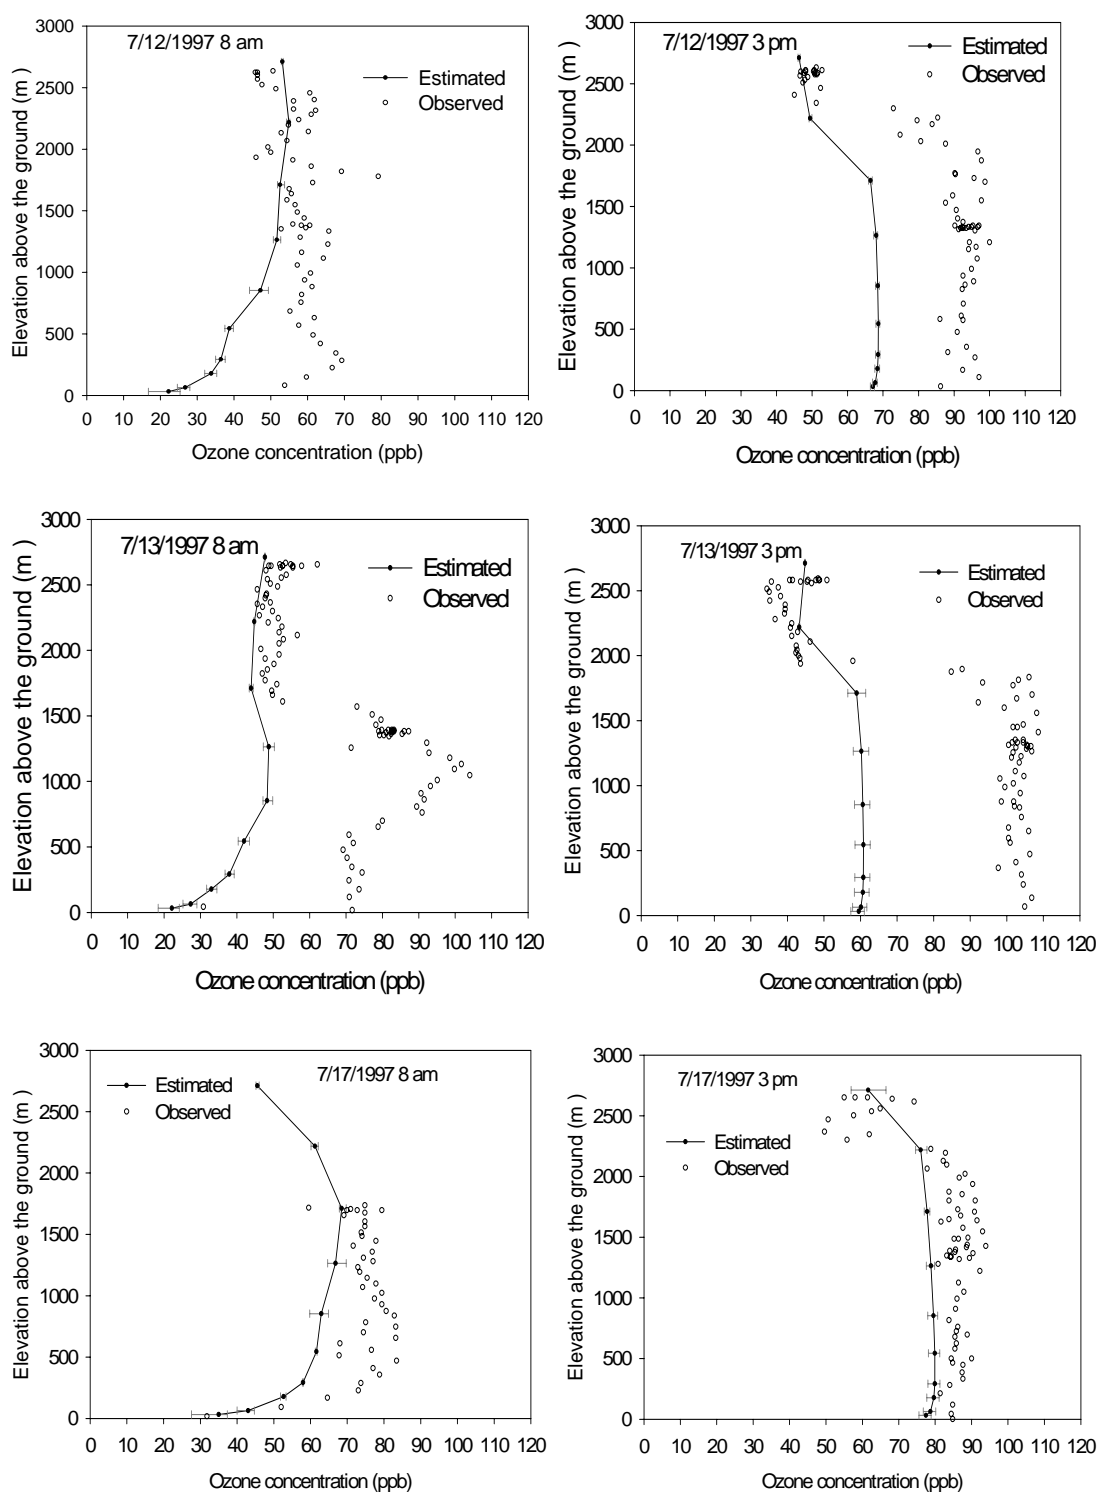 7/12/1997 8 am
Estimated
Observed
Elevation above the ground (m )
3000
2500
2000
1500
1000
500
0
0 10 20 30 40 50 60 70 80 90 100 110 120
Ozone concentration (ppb)
7/12/1997 3 pm
Estimated
Observed
Elevation above the ground (m )
3000
2500
2000
1500
1000
500
0
0 10 20 30 40 50 60 70 80 90 100 110 120
Ozone concentration (ppb)
7/13/1997 8 am
Estimated
Observed
Elevation above the ground (m )
3000
2500
2000
1500
1000
500
0
0 10 20 30 40 50 60 70 80 90 100 110 120
Ozone concentration (ppb)
7/13/1997 3 pm
Estimated
Observed
Elevation above the ground (m )
3000
2500
2000
1500
1000
500
0
0 10 20 30 40 50 60 70 80 90 100 110 120
Ozone concentration (ppb)
7/17/1997 8 am
Estimated
Observed
Elevation above the ground (m )
3000
2500
2000
1500
1000
500
0
0 10 20 30 40 50 60 70 80 90 100 110 120
Ozone concentration (ppb)
7/17/1997 3 pm
Estimated
Observed
Elevation above the ground (m )
3000
2500
2000
1500
1000
500
0
0 10 20 30 40 50 60 70 80 90 100 110 120
Ozone concentration (ppb)